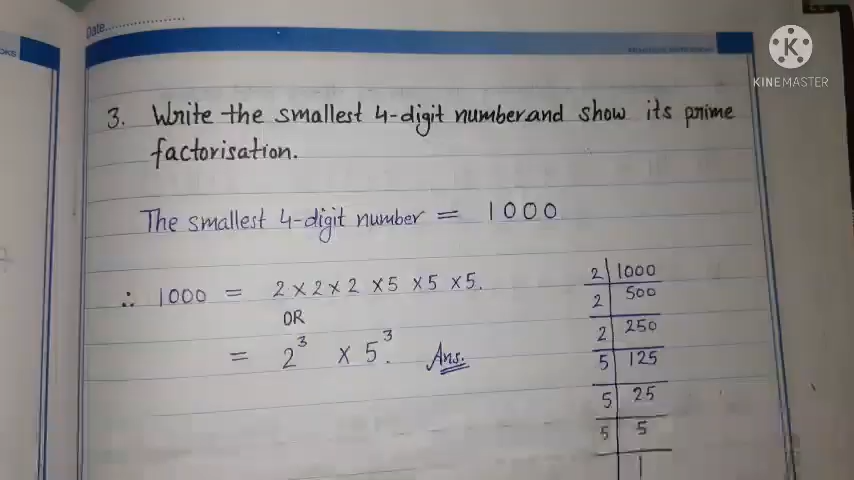 Date....................
KINEMASTER
3. Write the smallest 4-digit number and show its prime
factorisation.
The smallest 4-digit number = 1000
∴ 1000 = 2 × 2 × 2 × 5 × 5 × 5.
OR
= 2³ × 5³. Ans.
2 | 1000
2 | 500
2 | 250
5 | 125
5 | 25
5 | 5
| 1